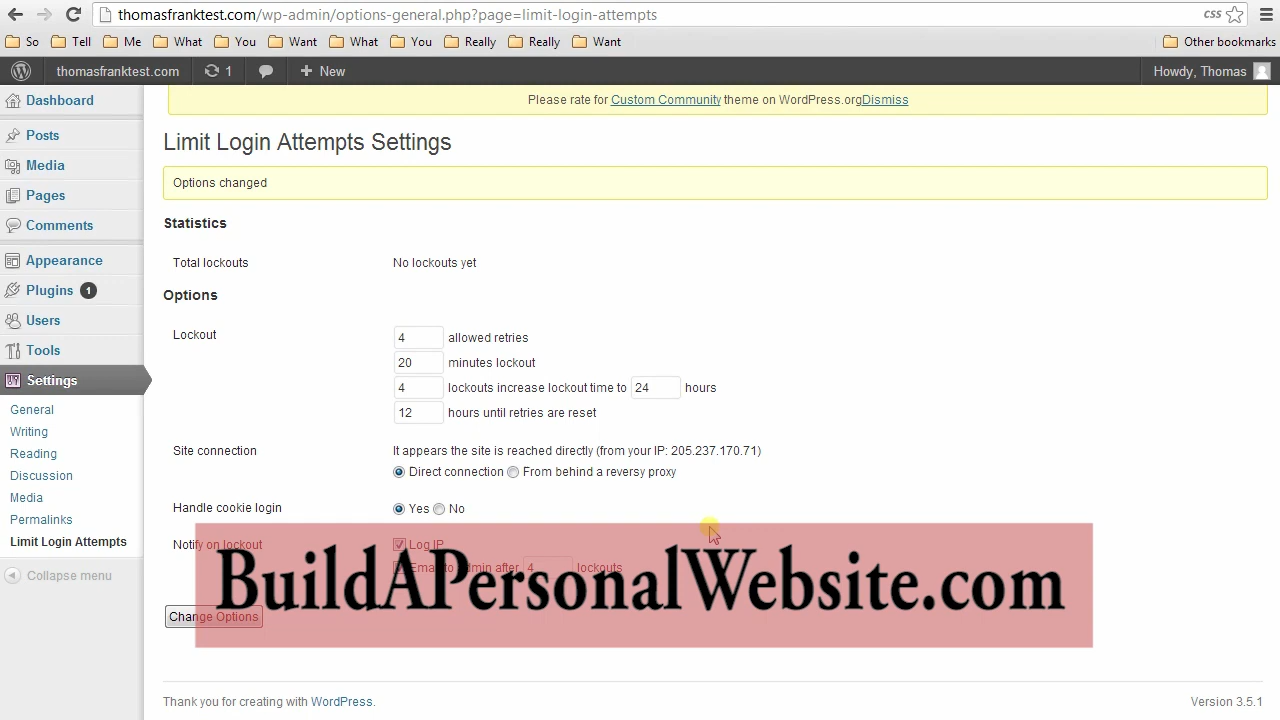 thomasfranktest.com/wp-admin/options-general.php?page=limit-login-attempts
css
So Tell Me What You Want What You Really Really Want Other bookmarks
thomasfranktest.com 1 New Howdy, Thomas
Dashboard
Posts
Media
Pages
Comments
Appearance
Plugins 1
Users
Tools
Settings
General
Writing
Reading
Discussion
Media
Permalinks
Limit Login Attempts
Collapse menu
Please rate for Custom Community theme on WordPress.orgDismiss
Limit Login Attempts Settings
Options changed
Statistics
Total lockouts No lockouts yet
Options
Lockout 4 allowed retries
20 minutes lockout
4 lockouts increase lockout time to 24 hours
12 hours until retries are reset
Site connection It appears the site is reached directly (from your IP: 205.237.170.71)
Direct connection From behind a reversy proxy
Handle cookie login Yes No
Notify on lockout Log IP
Email to admin after 4 lockouts
BuildAPersonalWebsite.com
Change Options
Thank you for creating with WordPress. Version 3.5.1